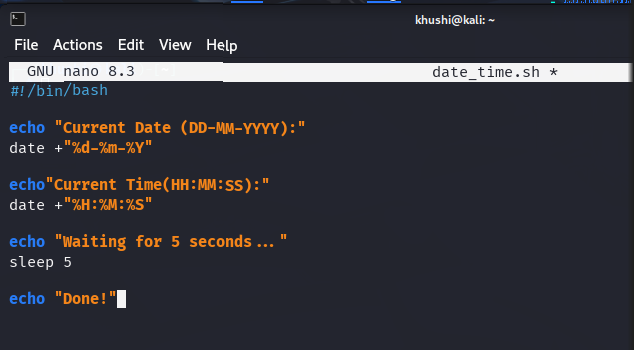 khushi@kali: ~
File Actions Edit View Help
GNU nano 8.3 date_time.sh *
#!/bin/bash
echo "Current Date (DD-MM-YYYY):"
date +"%d-%m-%Y"
echo"Current Time(HH:MM:SS):"
date +"%H:%M:%S"
echo "Waiting for 5 seconds..."
sleep 5
echo "Done!"